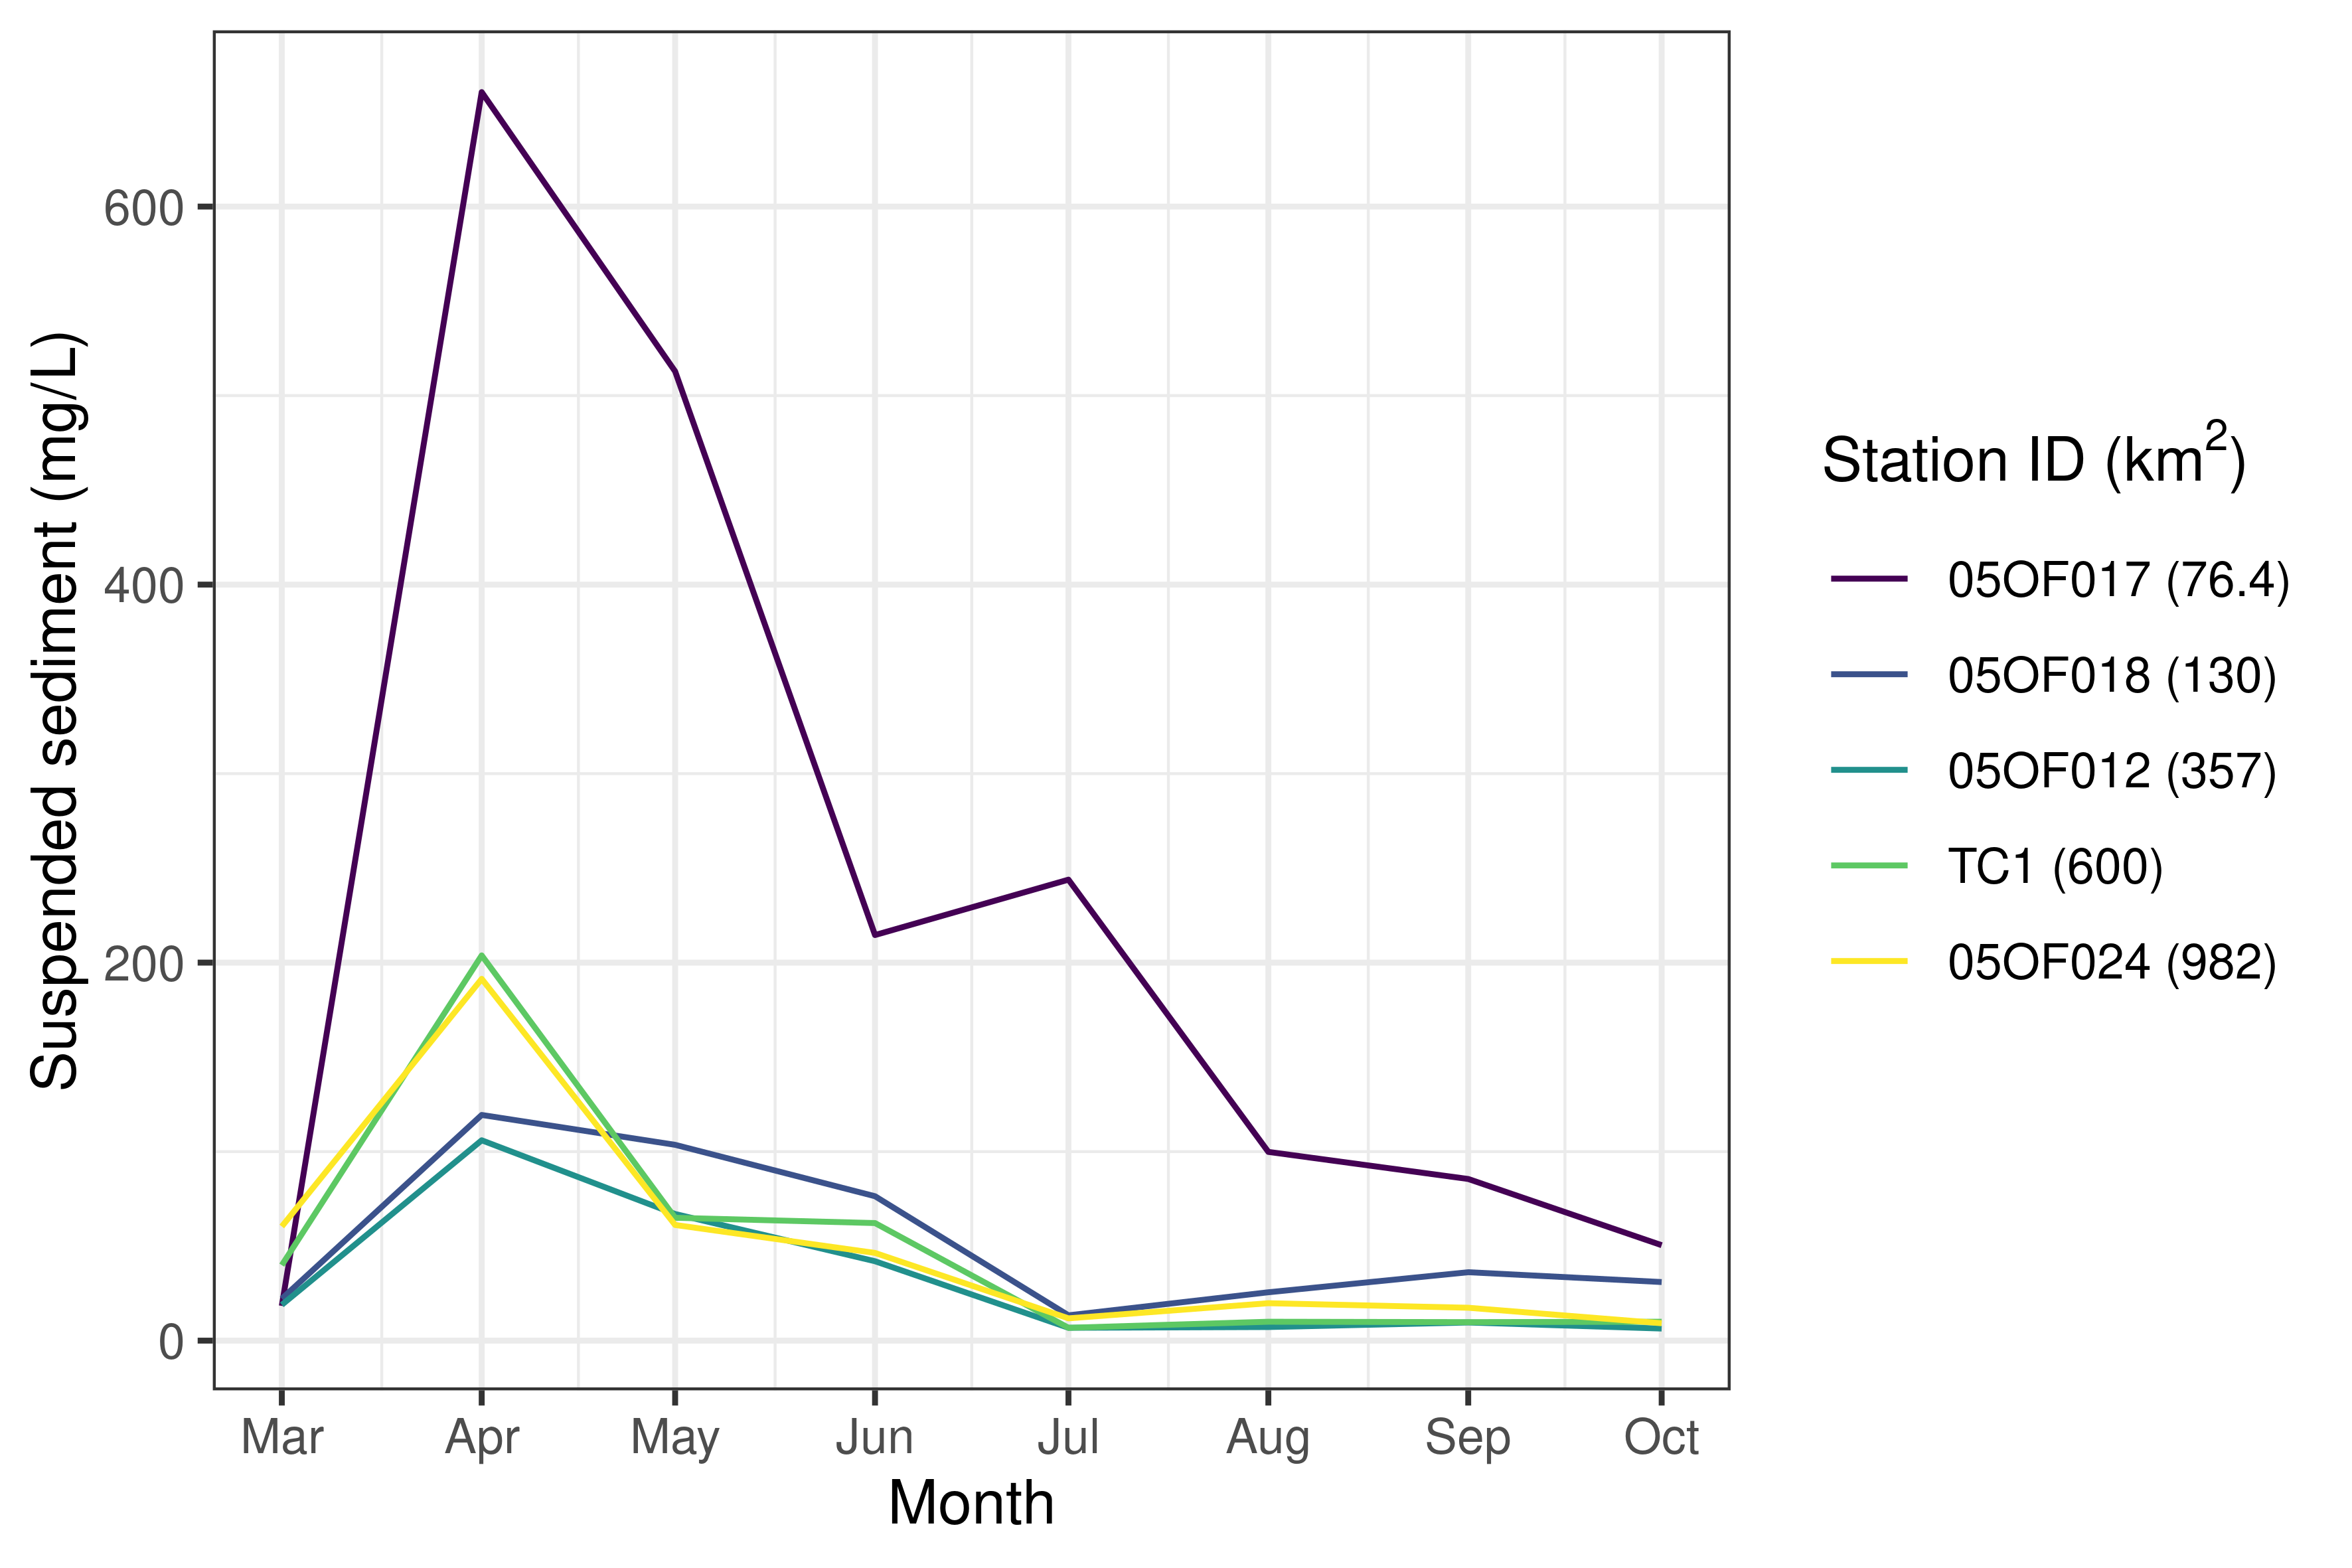 Suspended sediment (mg/L)
600
400
200
0
Mar Apr May Jun Jul Aug Sep Oct
Month
Station ID (km²)
05OF017 (76.4)
05OF018 (130)
05OF012 (357)
TC1 (600)
05OF024 (982)